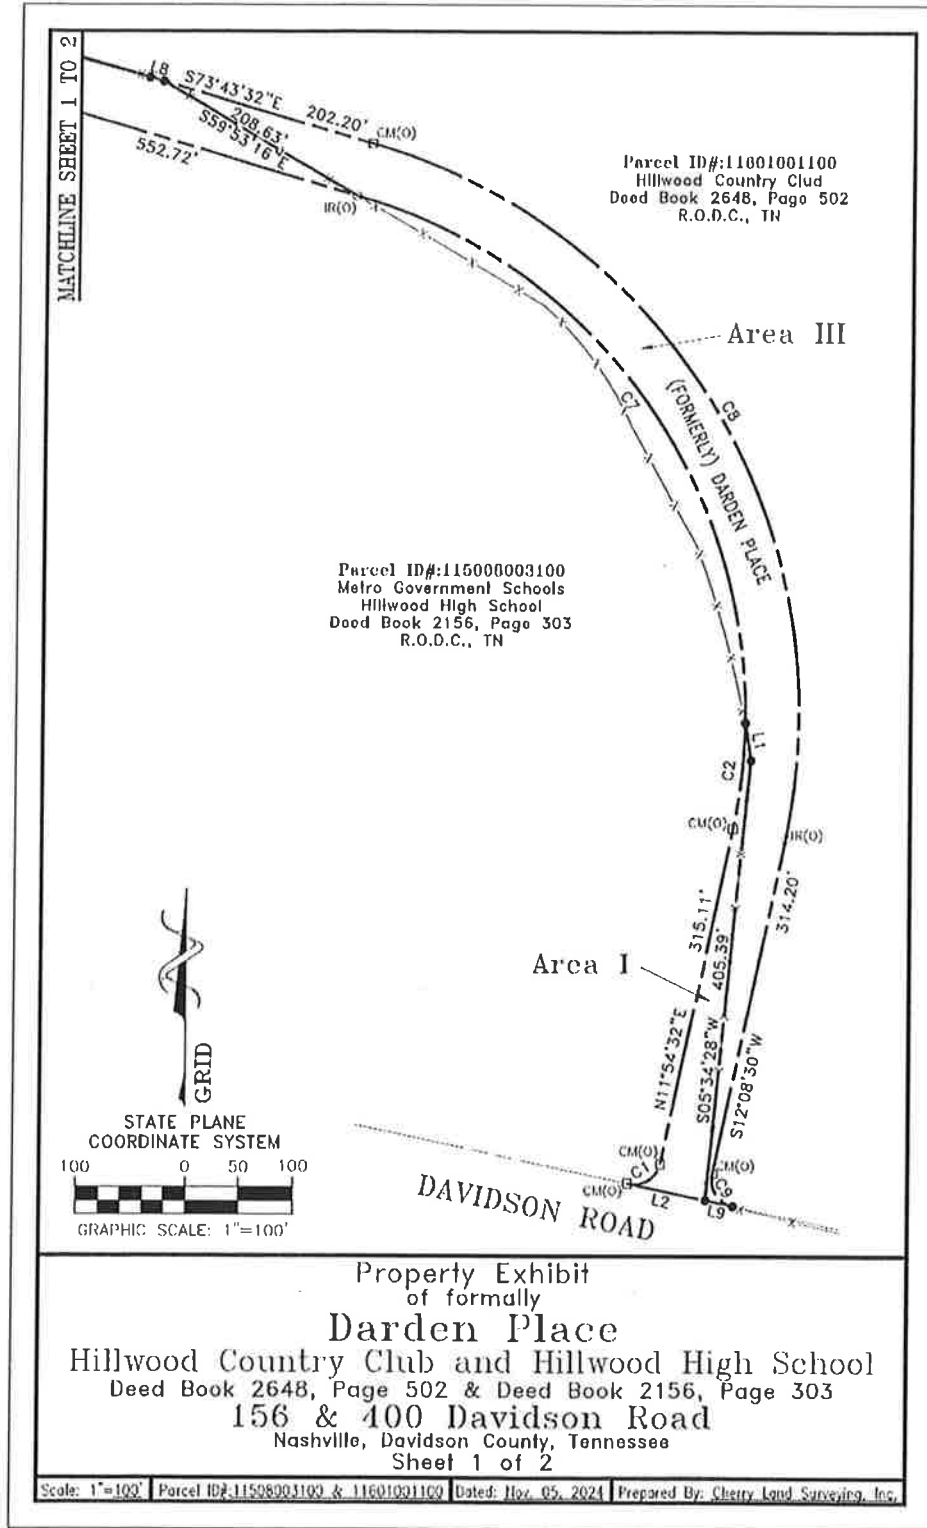 MATCHLINE SHEET 1 TO 2
L8
S73°43'32"E
202.20'
CM(O)
208.63'
S59°53'16"E
552.72'
IR(O)
Parcel ID#:11601001100
Hillwood Country Clud
Deed Book 2648, Page 502
R.O.D.C., TN
Area III
C7
C8
(FORMERLY) DARDEN PLACE
Parcel ID#:115080003100
Metro Government Schools
Hillwood High School
Deed Book 2156, Page 303
R.O.D.C., TN
L1
C2
CM(O)
IR(O)
315.11'
405.39'
314.20'
Area I
N11°54'32"E
S05°34'28"W
S12°08'30"W
GRID
STATE PLANE
COORDINATE SYSTEM
100 0 50 100
GRAPHIC SCALE: 1"=100'
CM(O)
C1
CM(O)
CM(O)
C9
L2
L9
DAVIDSON ROAD
Property Exhibit
of formally
Darden Place
Hillwood Country Club and Hillwood High School
Deed Book 2648, Page 502 & Deed Book 2156, Page 303
156 & 400 Davidson Road
Nashville, Davidson County, Tennessee
Sheet 1 of 2
Scale: 1"=100' Parcel ID#:11508003100 & 11601001100 Dated: Nov. 05, 2024 Prepared By: Cherry Land Surveying, Inc.